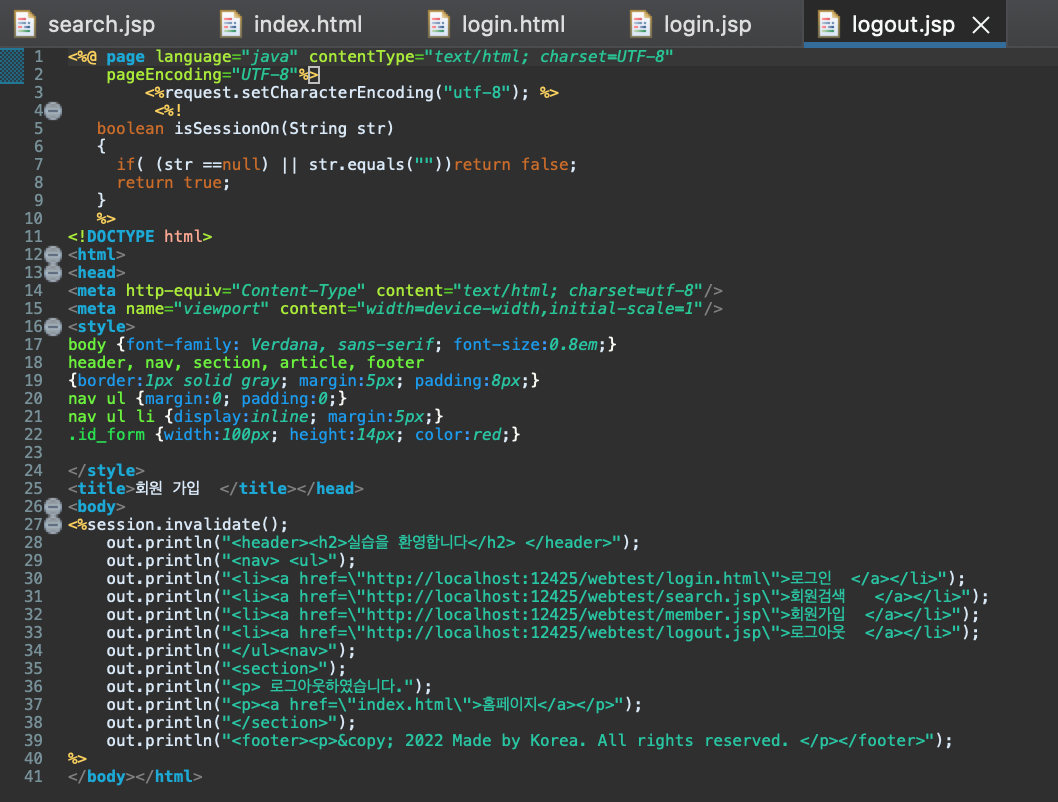 search.jsp index.html login.html login.jsp logout.jsp
1 <%@ page language="java" contentType="text/html; charset=UTF-8"
2 pageEncoding="UTF-8"%>
3 <%request.setCharacterEncoding("utf-8"); %>
4 <%!
5 boolean isSessionOn(String str)
6 {
7 if( (str ==null) || str.equals(""))return false;
8 return true;
9 }
10 %>
11 <!DOCTYPE html>
12 <html>
13 <head>
14 <meta http-equiv="Content-Type" content="text/html; charset=utf-8"/>
15 <meta name="viewport" content="width=device-width,initial-scale=1"/>
16 <style>
17 body {font-family: Verdana, sans-serif; font-size:0.8em;}
18 header, nav, section, article, footer
19 {border:1px solid gray; margin:5px; padding:8px;}
20 nav ul {margin:0; padding:0;}
21 nav ul li {display:inline; margin:5px;}
22 .id_form {width:100px; height:14px; color:red;}
23
24 </style>
25 <title>회원 가입  </title></head>
26 <body>
27 <%session.invalidate();
28 out.println("<header><h2>실습을 환영합니다</h2> </header>");
29 out.println("<nav> <ul>");
30 out.println("<li><a href=\"http://localhost:12425/webtest/login.html\">로그인  </a></li>");
31 out.println("<li><a href=\"http://localhost:12425/webtest/search.jsp\">회원검색   </a></li>");
32 out.println("<li><a href=\"http://localhost:12425/webtest/member.jsp\">회원가입  </a></li>");
33 out.println("<li><a href=\"http://localhost:12425/webtest/logout.jsp\">로그아웃  </a></li>");
34 out.println("</ul><nav>");
35 out.println("<section>");
36 out.println("<p> 로그아웃하였습니다.");
37 out.println("<p><a href=\"index.html\">홈페이지</a></p>");
38 out.println("</section>");
39 out.println("<footer><p>&copy; 2022 Made by Korea. All rights reserved. </p></footer>");
40 %>
41 </body></html>